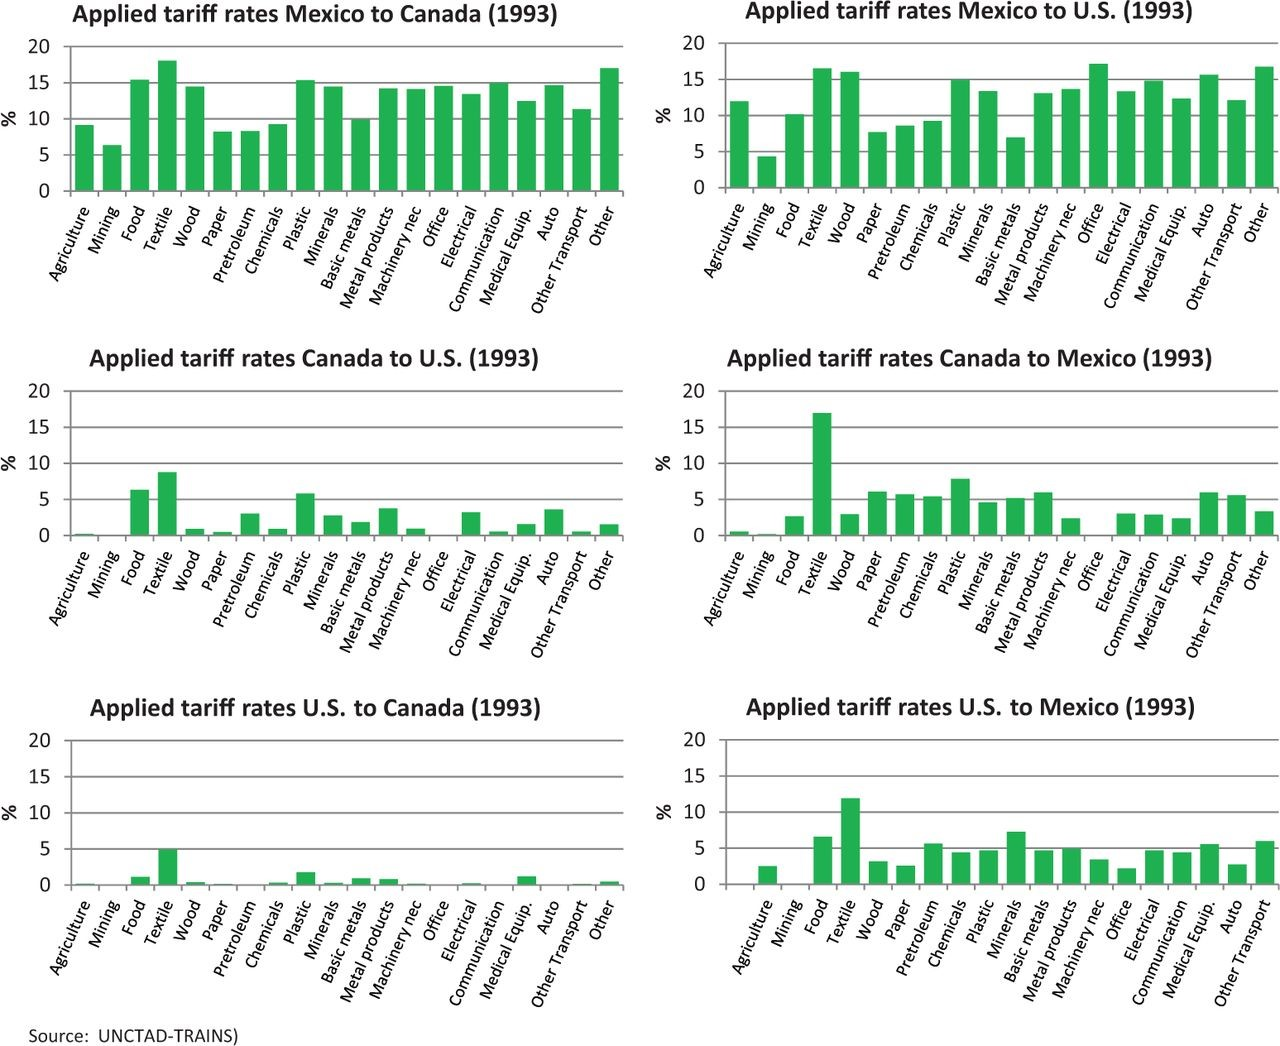 Applied tariff rates Mexico to Canada (1993)
20
15
10
5
0
%
Agriculture
Mining
Food
Textile
Wood
Paper
Pretroleum
Chemicals
Plastic
Minerals
Basic metals
Metal products
Machinery nec
Office
Electrical
Communication
Medical Equip.
Auto
Other Transport
Other
Applied tariff rates Mexico to U.S. (1993)
20
15
10
5
0
%
Agriculture
Mining
Food
Textile
Wood
Paper
Pretroleum
Chemicals
Plastic
Minerals
Basic metals
Metal products
Machinery nec
Office
Electrical
Communication
Medical Equip.
Auto
Other Transport
Other
Applied tariff rates Canada to U.S. (1993)
20
15
10
5
0
%
Agriculture
Mining
Food
Textile
Wood
Paper
Pretroleum
Chemicals
Plastic
Minerals
Basic metals
Metal products
Machinery nec
Office
Electrical
Communication
Medical Equip.
Auto
Other Transport
Other
Applied tariff rates Canada to Mexico (1993)
20
15
10
5
0
%
Agriculture
Mining
Food
Textile
Wood
Paper
Pretroleum
Chemicals
Plastic
Minerals
Basic metals
Metal products
Machinery nec
Office
Electrical
Communication
Medical Equip.
Auto
Other Transport
Other
Applied tariff rates U.S. to Canada (1993)
20
15
10
5
0
%
Agriculture
Mining
Food
Textile
Wood
Paper
Pretroleum
Chemicals
Plastic
Minerals
Basic metals
Metal products
Machinery nec
Office
Electrical
Communication
Medical Equip.
Auto
Other Transport
Other
Applied tariff rates U.S. to Mexico (1993)
20
15
10
5
0
%
Agriculture
Mining
Food
Textile
Wood
Paper
Pretroleum
Chemicals
Plastic
Minerals
Basic metals
Metal products
Machinery nec
Office
Electrical
Communication
Medical Equip.
Auto
Other Transport
Source: UNCTAD-TRAINS)